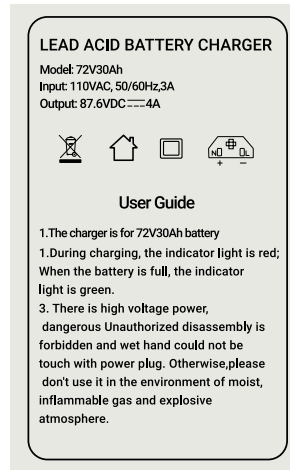 LEAD ACID BATTERY CHARGER
Model: 72V30Ah
Input: 110VAC, 50/60Hz,3A
Output: 87.6VDC⎓4A
N L
+ −
User Guide
1.The charger is for 72V30Ah battery
1.During charging, the indicator light is red;
When the battery is full, the indicator
light is green.
3. There is high voltage power,
dangerous Unauthorized disassembly is
forbidden and wet hand could not be
touch with power plug. Otherwise,please
don't use it in the environment of moist,
inflammable gas and explosive
atmosphere.